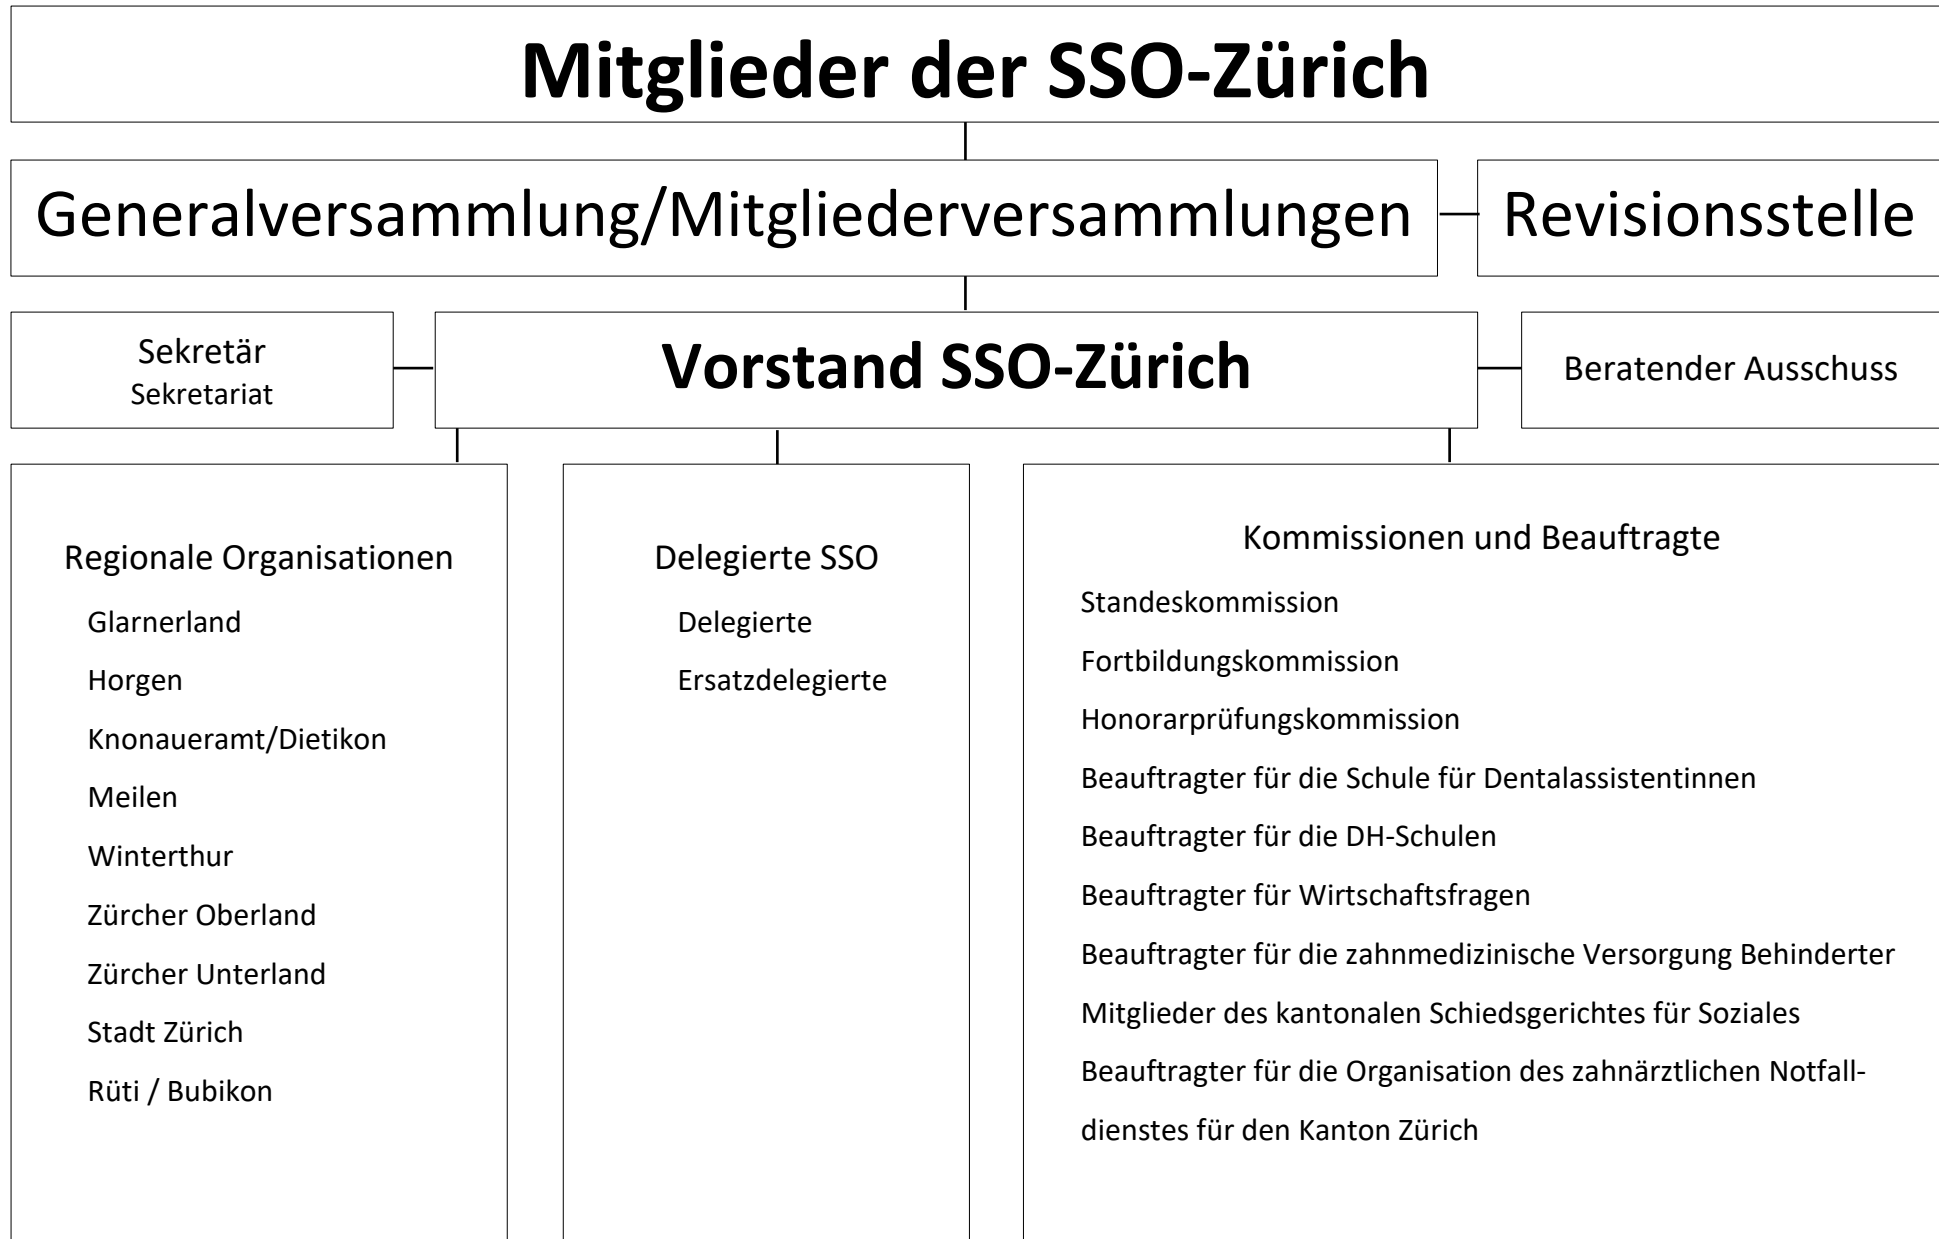 Mitglieder der SSO-Zürich
Generalversammlung/Mitgliederversammlungen
Revisionsstelle
Sekretär
Sekretariat
Vorstand SSO-Zürich
Beratender Ausschuss
Regionale Organisationen
Glarnerland
Horgen
Knonaueramt/Dietikon
Meilen
Winterthur
Zürcher Oberland
Zürcher Unterland
Stadt Zürich
Rüti / Bubikon
Delegierte SSO
Delegierte
Ersatzdelegierte
Kommissionen und Beauftragte
Standeskommission
Fortbildungskommission
Honorarprüfungskommission
Beauftragter für die Schule für Dentalassistentinnen
Beauftragter für die DH-Schulen
Beauftragter für Wirtschaftsfragen
Beauftragter für die zahnmedizinische Versorgung Behinderter
Mitglieder des kantonalen Schiedsgerichtes für Soziales
Beauftragter für die Organisation des zahnärztlichen Notfall-
dienstes für den Kanton Zürich